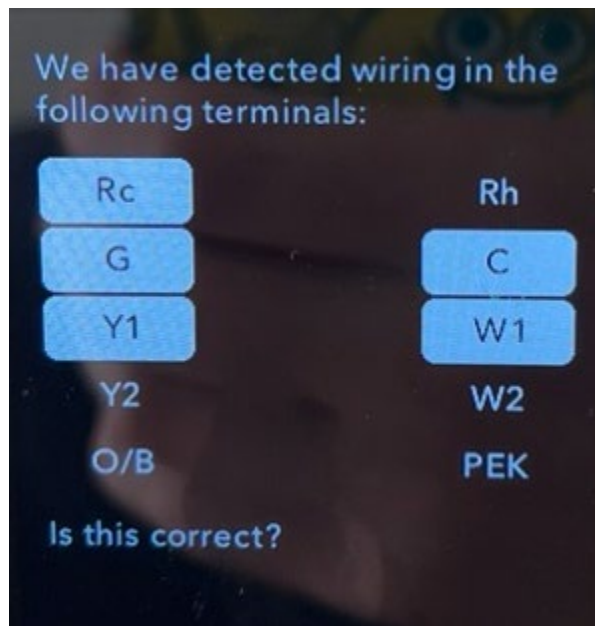 We have detected wiring in the
following terminals:
Rc Rh
G C
Y1 W1
Y2 W2
O/B PEK
Is this correct?